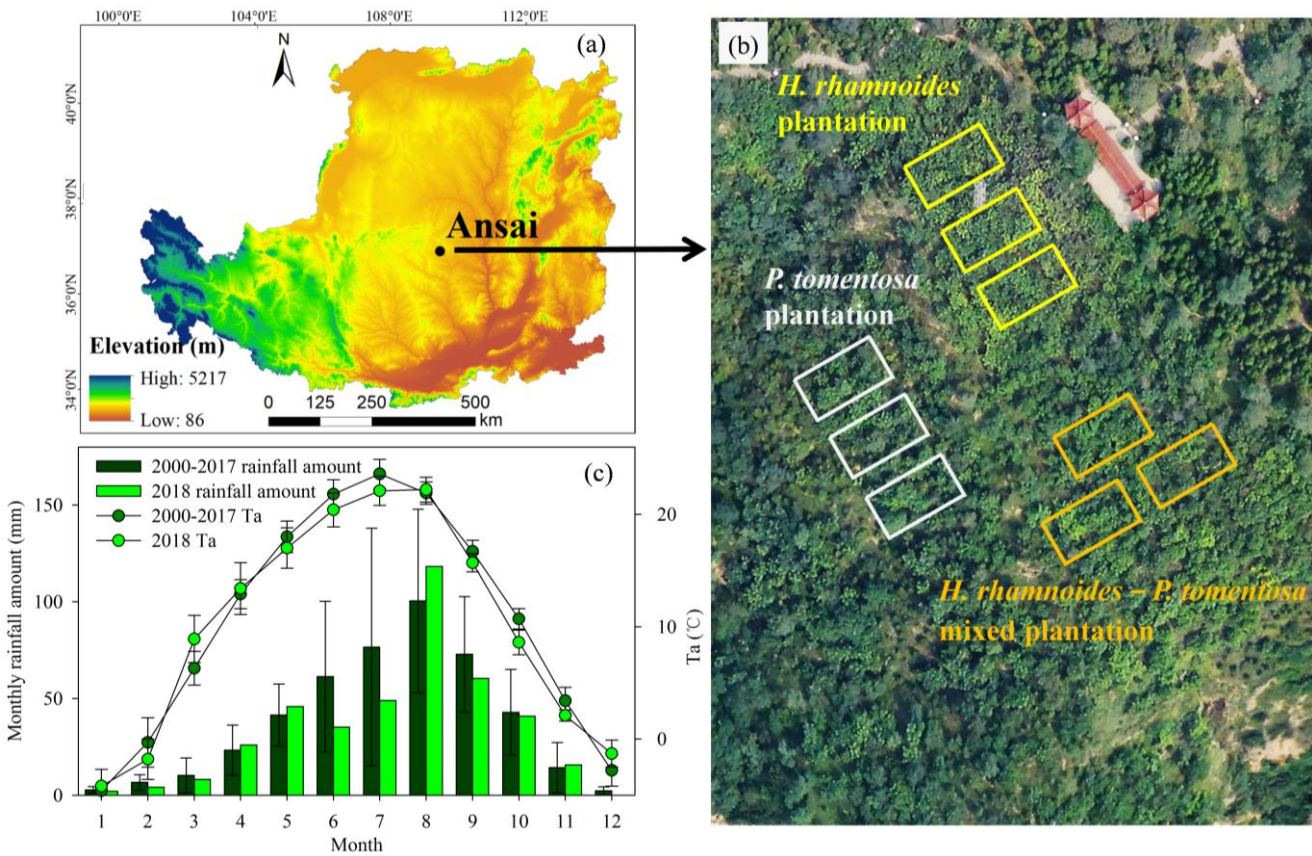 100°0'E
104°0'E
108°0'E
112°0'E
(a)
N
40°0'N
38°0'N
36°0'N
34°0'N
Ansai
Elevation (m)
High: 5217
Low: 86
0 125 250 500
km
(b)
H. rhamnoides
plantation
P. tomentosa
plantation
H. rhamnoides – P. tomentosa
mixed plantation
(c)
2000-2017 rainfall amount
2018 rainfall amount
2000-2017 Ta
2018 Ta
Monthly rainfall amount (mm)
150
100
50
0
20
10
0
Ta (℃)
1 2 3 4 5 6 7 8 9 10 11 12
Month